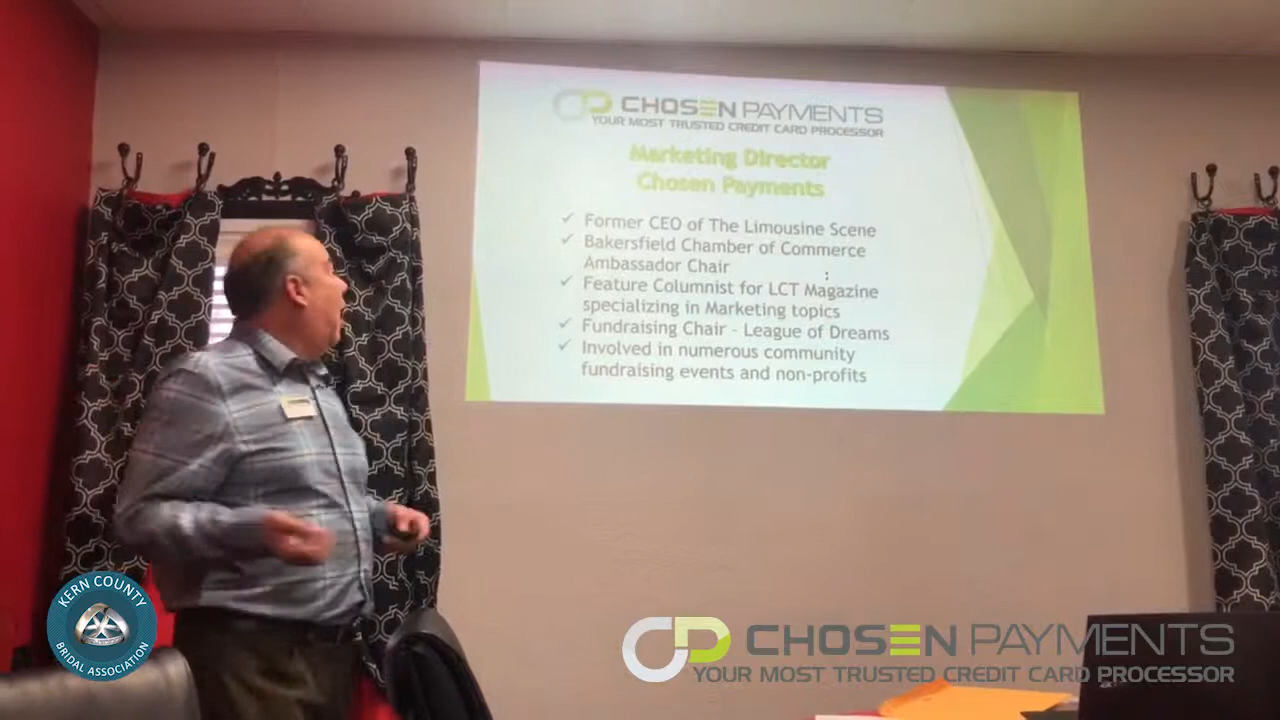 CHOSEN PAYMENTS
YOUR MOST TRUSTED CREDIT CARD PROCESSOR
Marketing Director
Chosen Payments
✓ Former CEO of The Limousine Scene
✓ Bakersfield Chamber of Commerce
Ambassador Chair
✓ Feature Columnist for LCT Magazine
specializing in Marketing topics
✓ Fundraising Chair – League of Dreams
✓ Involved in numerous community
fundraising events and non-profits
KERN COUNTY
BRIDAL ASSOCIATION
CHOSEN PAYMENTS
YOUR MOST TRUSTED CREDIT CARD PROCESSOR